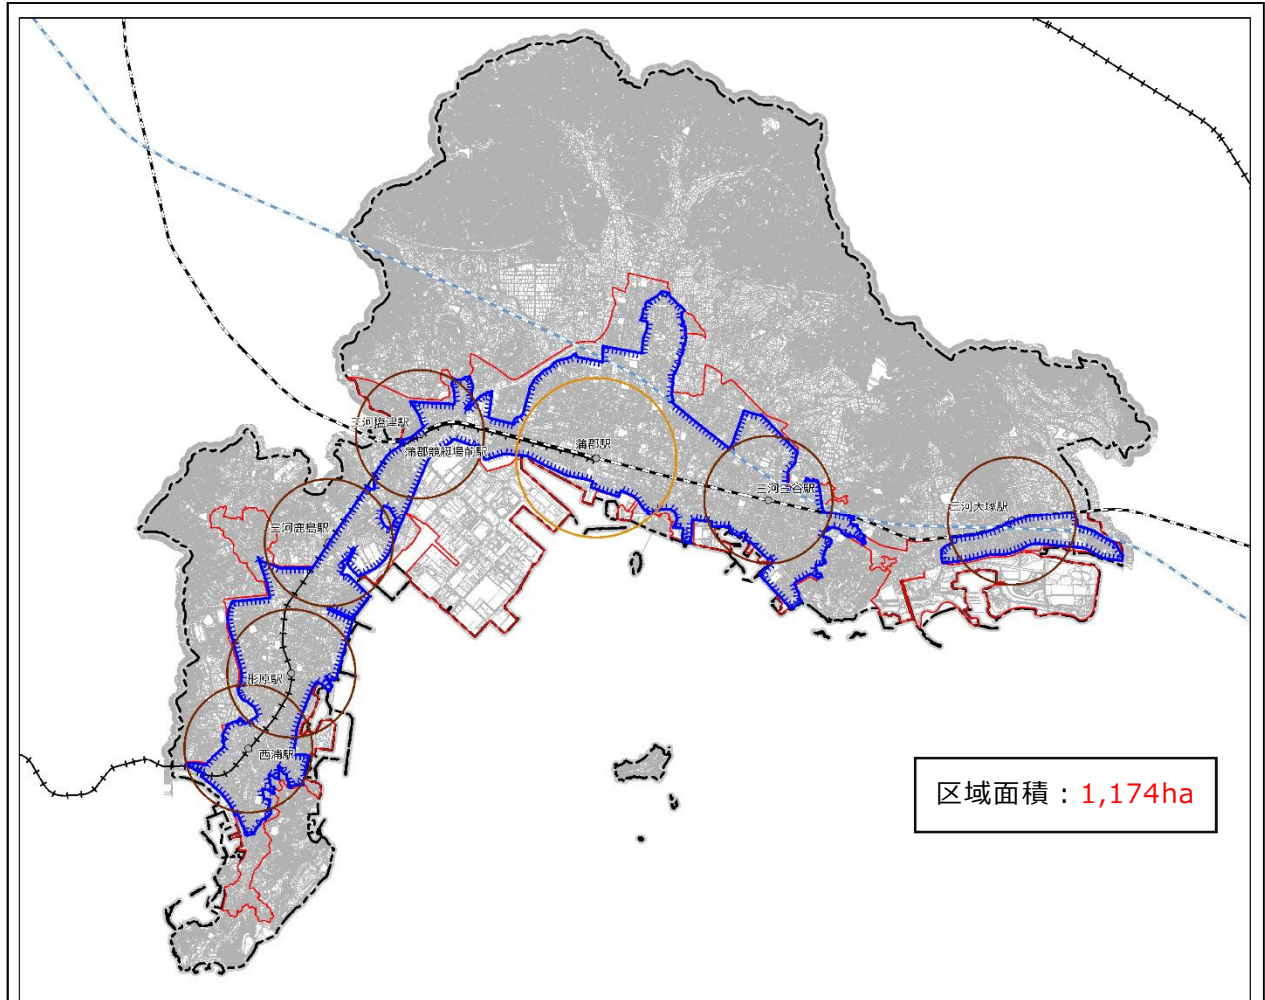 三河塩津駅
蒲郡競艇場前駅
蒲郡駅
三河三谷駅
三河大塚駅
三河鹿島駅
形原駅
西浦駅
区域面積：1,174ha